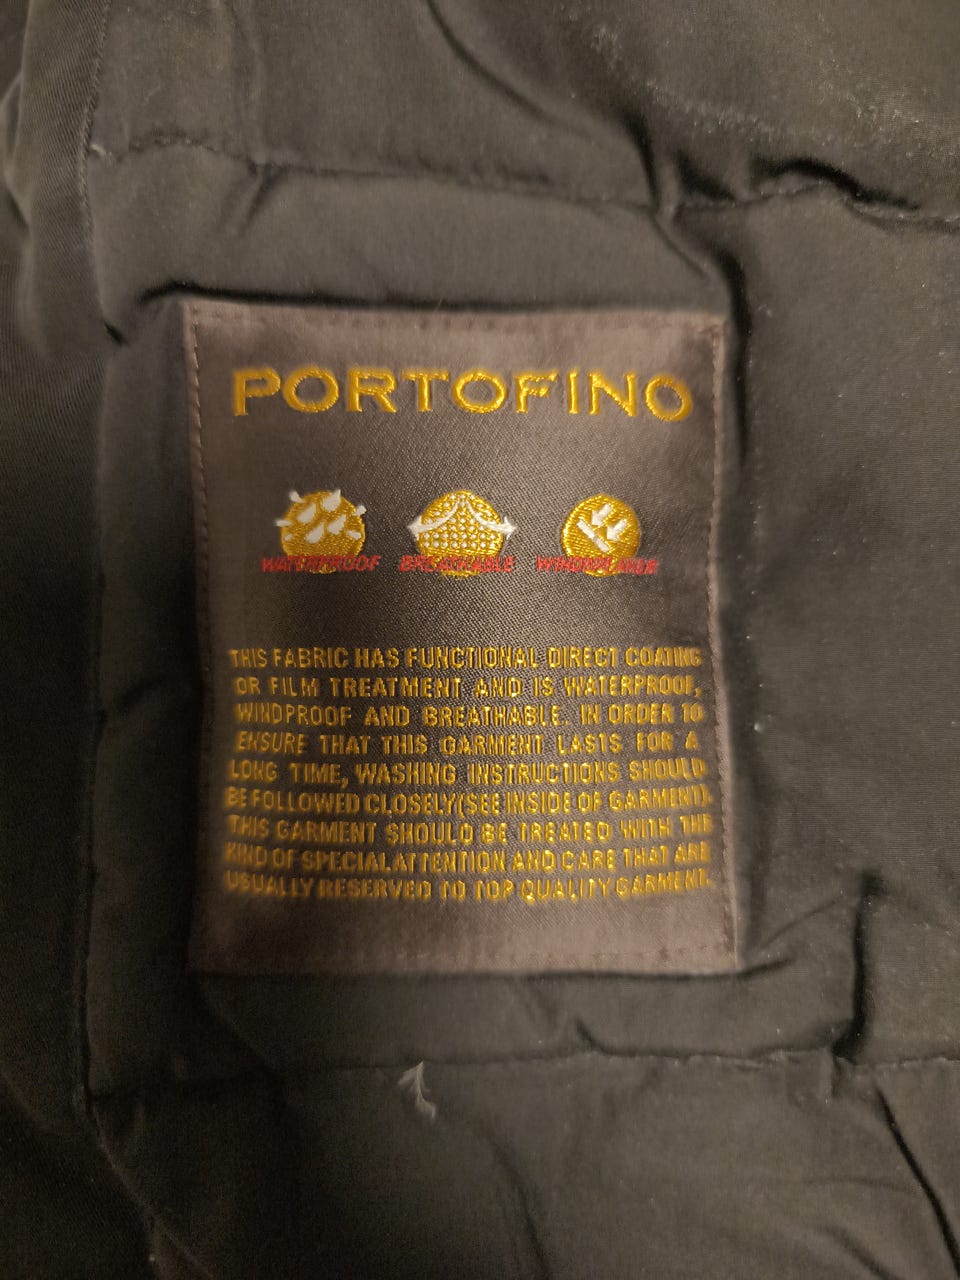 PORTOFINO
WATERPROOF BREATHABLE WINDBREAKER
THIS FABRIC HAS FUNCTIONAL DIRECT COATING
OR FILM TREATMENT AND IS WATERPROOF,
WINDPROOF AND BREATHABLE. IN ORDER TO
ENSURE THAT THIS GARMENT LASTS FOR A
LONG TIME, WASHING INSTRUCTIONS SHOULD
BE FOLLOWED CLOSELY(SEE INSIDE OF GARMENT).
THIS GARMENT SHOULD BE TREATED WITH THE
KIND OF SPECIAL ATTENTION AND CARE THAT ARE
USUALLY RESERVED TO TOP QUALITY GARMENT.